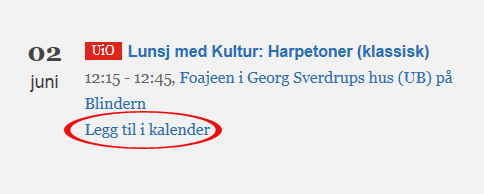 02
juni
UiO Lunsj med Kultur: Harpetoner (klassisk)
12:15 - 12:45, Foajeen i Georg Sverdrups hus (UB) på
Blindern
Legg til i kalender